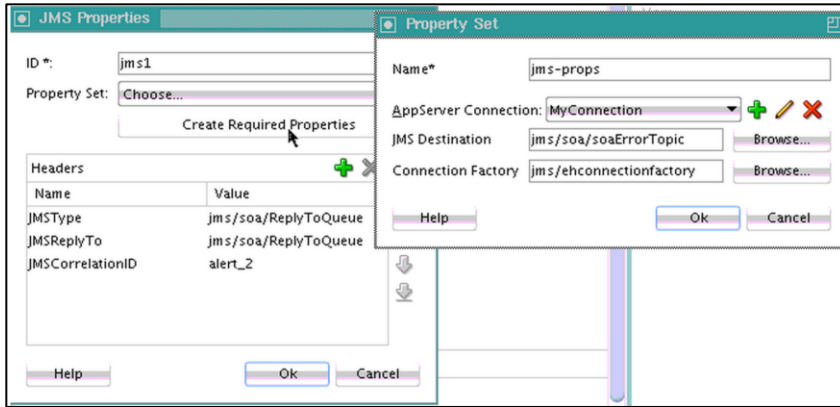 JMS Properties
ID *: jms1
Property Set: Choose...
Create Required Properties
Headers
Name Value
JMSType jms/soa/ReplyToQueue
JMSReplyTo jms/soa/ReplyToQueue
JMSCorrelationID alert_2
Help Ok Cancel
Property Set
Name* jms-props
AppServer Connection: MyConnection
JMS Destination jms/soa/soaErrorTopic Browse...
Connection Factory jms/ehconnectionfactory Browse...
Help Ok Cancel